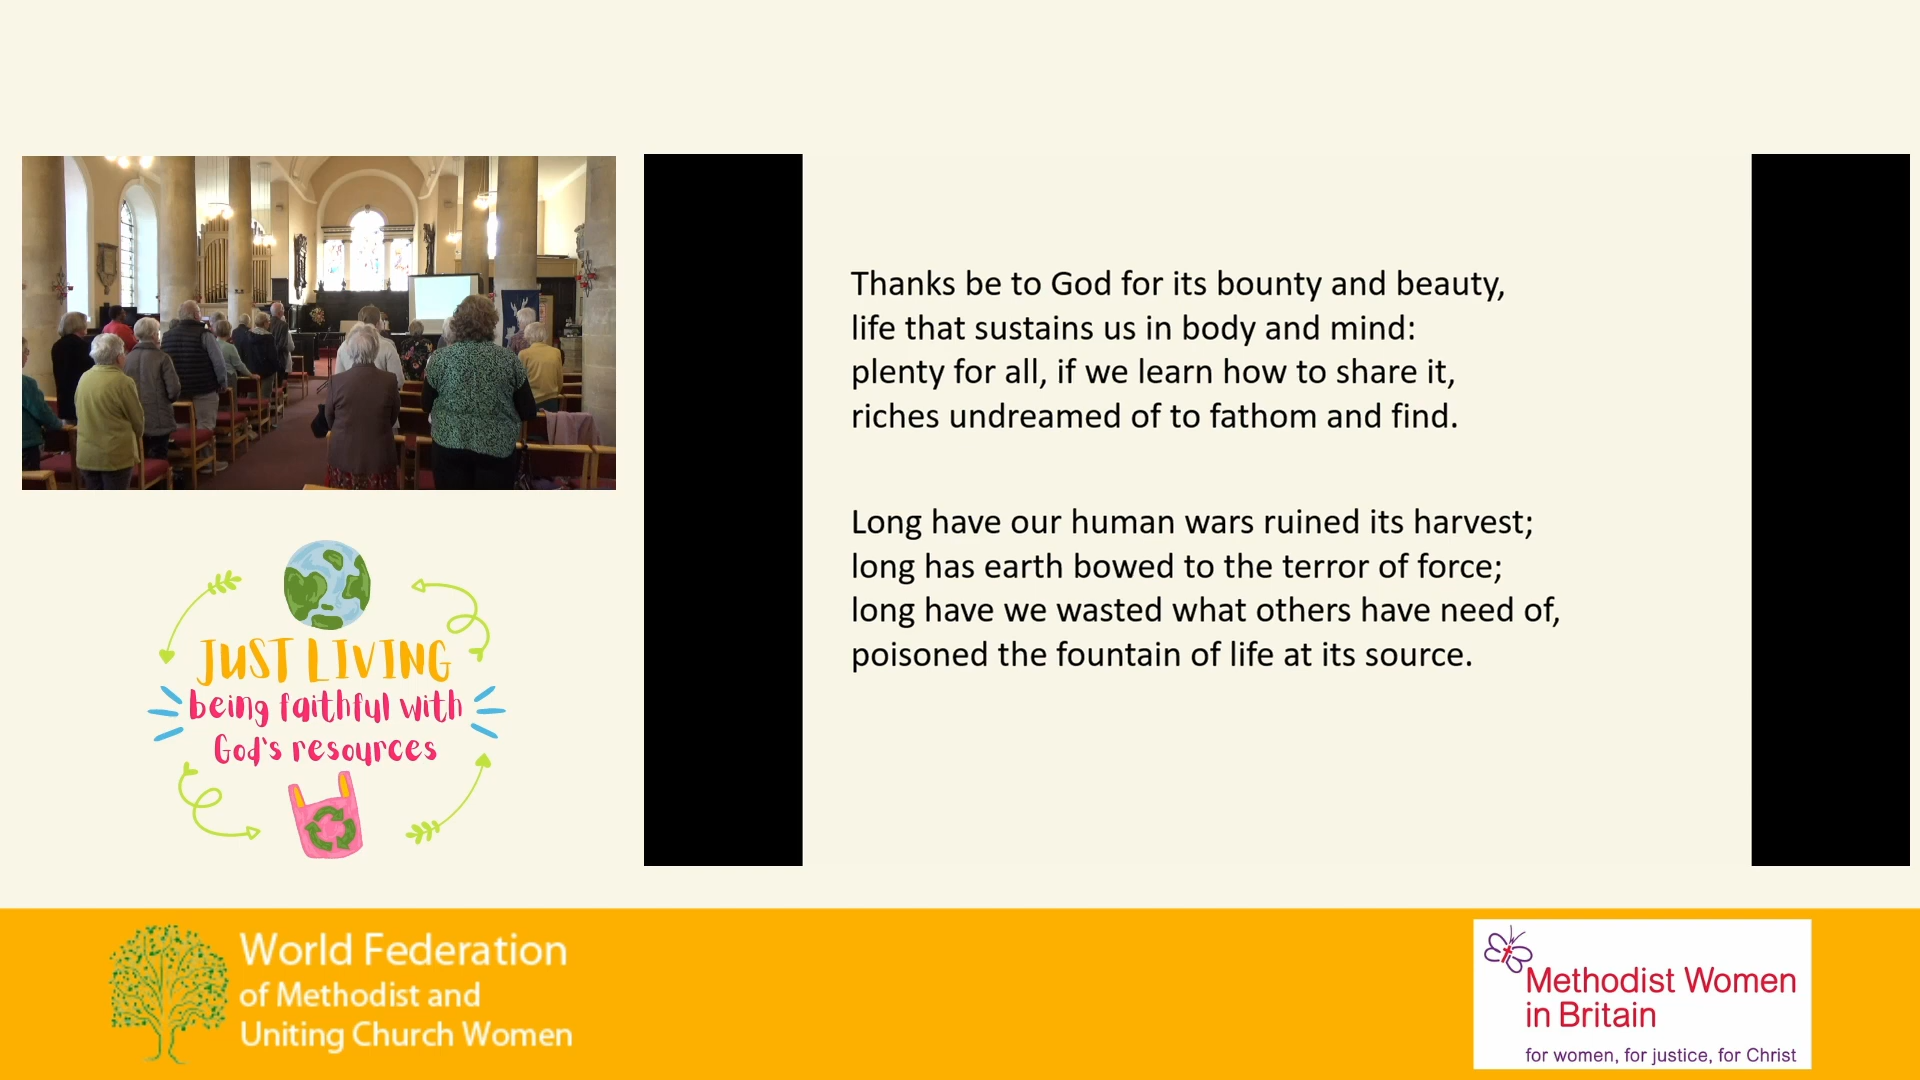 Thanks be to God for its bounty and beauty,
life that sustains us in body and mind:
plenty for all, if we learn how to share it,
riches undreamed of to fathom and find.
Long have our human wars ruined its harvest;
long has earth bowed to the terror of force;
long have we wasted what others have need of,
poisoned the fountain of life at its source.
JUST LIVING
being faithful with
God's resources
World Federation
of Methodist and
Uniting Church Women
Methodist Women
in Britain
for women, for justice, for Christ